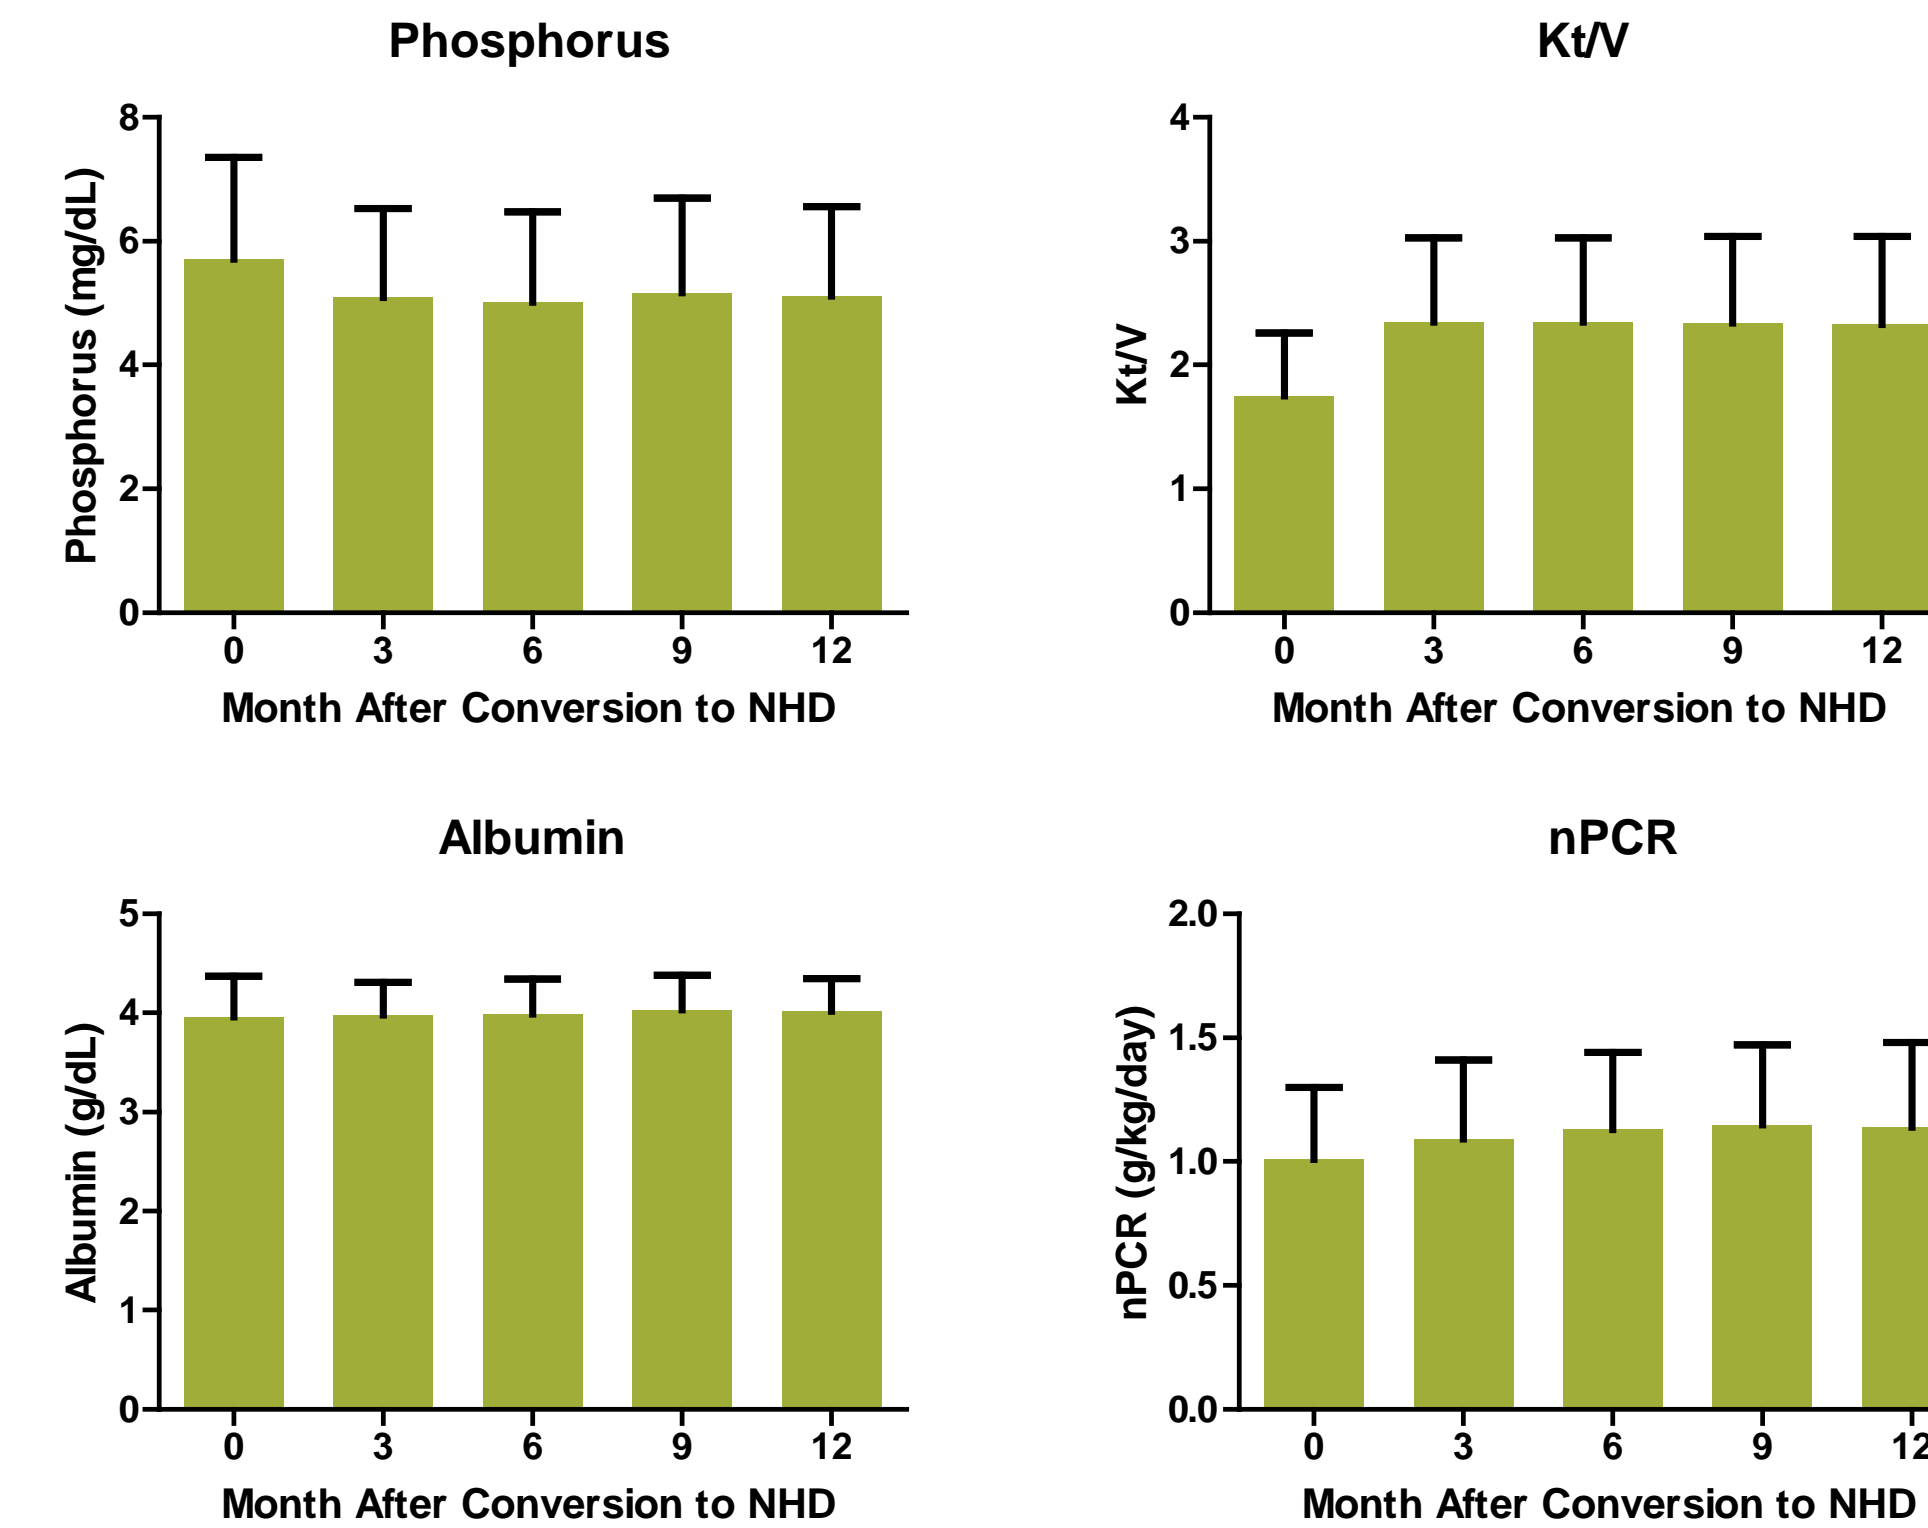 Phosphorus
Phosphorus (mg/dL)
8
6
4
2
0
0 3 6 9 12
Month After Conversion to NHD
Kt/V
Kt/V
4
3
2
1
0
0 3 6 9 12
Month After Conversion to NHD
Albumin
Albumin (g/dL)
5
4
3
2
1
0
0 3 6 9 12
Month After Conversion to NHD
nPCR
nPCR (g/kg/day)
2.0
1.5
1.0
0.5
0.0
0 3 6 9 12
Month After Conversion to NHD